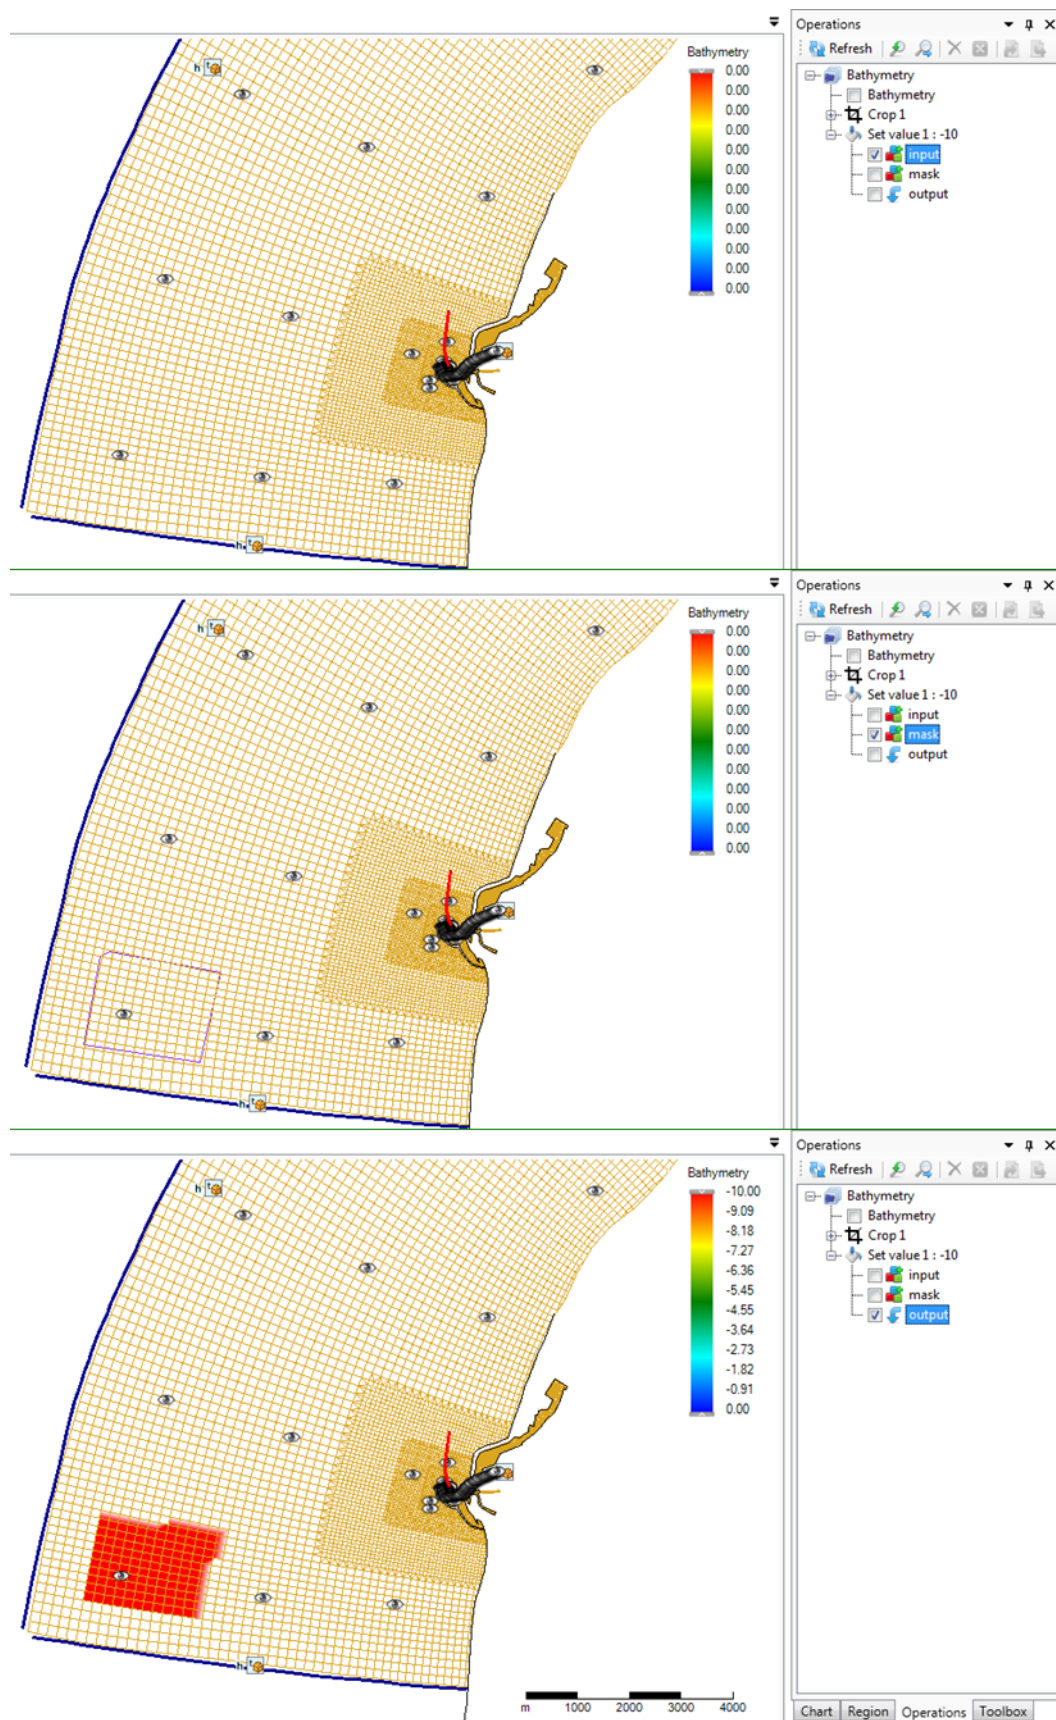 Operations
Bathymetry
0.00
0.00
0.00
0.00
0.00
0.00
0.00
0.00
0.00
0.00
0.00
0.00
Refresh
Bathymetry
Bathymetry
Crop 1
Set value 1 : -10
input
mask
output
h
t
h
Operations
Bathymetry
0.00
0.00
0.00
0.00
0.00
0.00
0.00
0.00
0.00
0.00
0.00
0.00
Refresh
Bathymetry
Bathymetry
Crop 1
Set value 1 : -10
input
mask
output
h
t
h
Operations
Bathymetry
-10.00
-9.09
-8.18
-7.27
-6.36
-5.45
-4.55
-3.64
-2.73
-1.82
-0.91
0.00
Refresh
Bathymetry
Bathymetry
Crop 1
Set value 1 : -10
input
mask
output
h
t
h
m 1000 2000 3000 4000
Chart Region Operations Toolbox